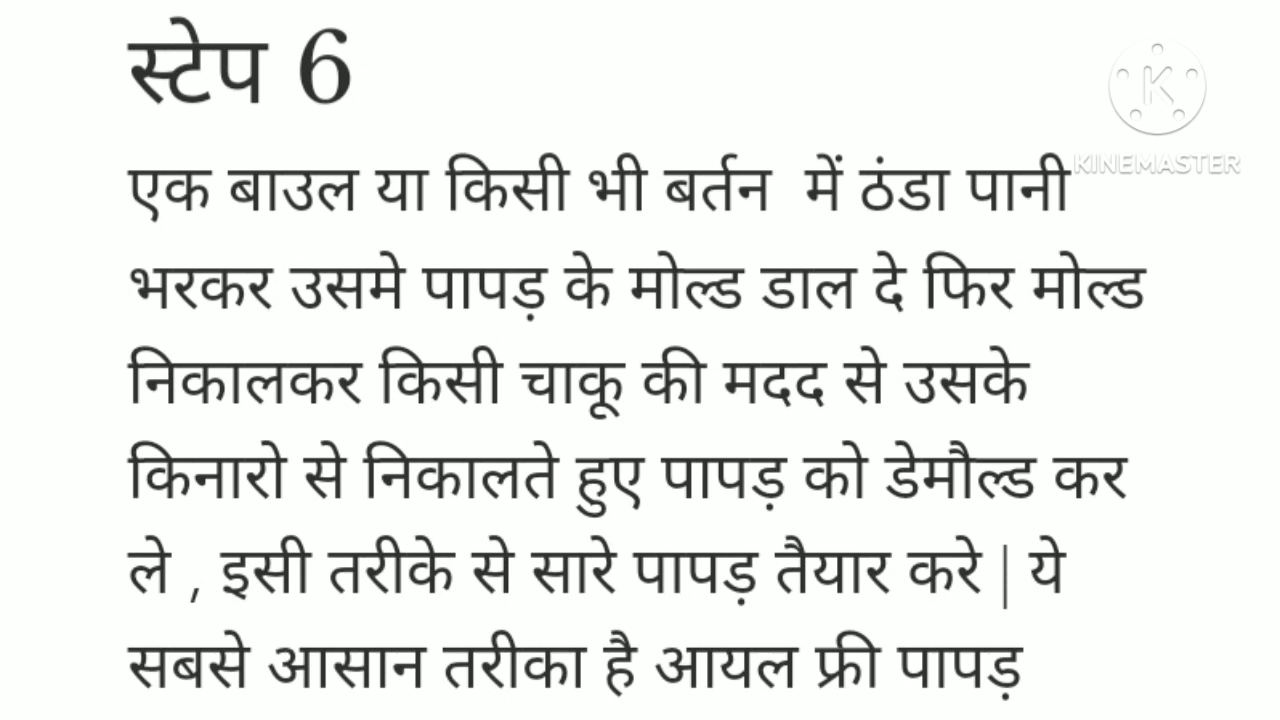 स्टेप 6
KINEMASTER
एक बाउल या किसी भी बर्तन में ठंडा पानी
भरकर उसमे पापड़ के मोल्ड डाल दे फिर मोल्ड
निकालकर किसी चाकू की मदद से उसके
किनारो से निकालते हुए पापड़ को डेमौल्ड कर
ले , इसी तरीके से सारे पापड़ तैयार करे | ये
सबसे आसान तरीका है आयल फ्री पापड़